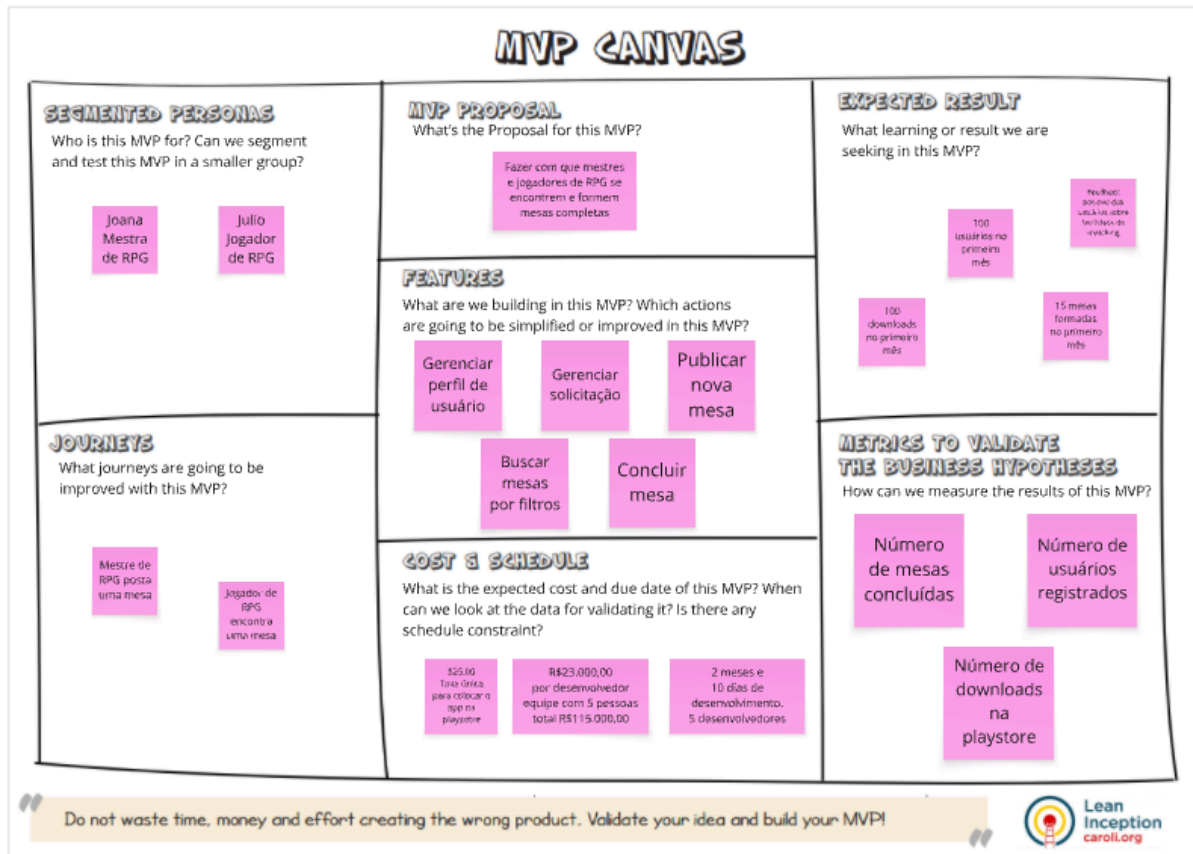 MVP CANVAS
SEGMENTED PERSONAS
Who is this MVP for? Can we segment
and test this MVP in a smaller group?
Joana
Mestra
de RPG
Julio
Jogador
de RPG
JOURNEYS
What journeys are going to be
improved with this MVP?
Mestre de
RPG posta
uma mesa
Jogador de
RPG
encontra
uma mesa
MVP PROPOSAL
What's the Proposal for this MVP?
Fazer com que mestres
e jogadores de RPG se
encontrem e formem
mesas completas
FEATURES
What are we building in this MVP? Which actions
are going to be simplified or improved in this MVP?
Gerenciar
perfil de
usuário
Gerenciar
solicitação
Publicar
nova
mesa
Buscar
mesas
por filtros
Concluir
mesa
COST & SCHEDULE
What is the expected cost and due date of this MVP? When
can we look at the data for validating it? Is there any
schedule constraint?
$25.00
Taxa única
para colocar o
app na
playstore
R$23.000,00
por desenvolvedor
equipe com 5 pessoas
total R$115.000,00
2 meses e
10 dias de
desenvolvimento.
5 desenvolvedores
EXPECTED RESULT
What learning or result we are
seeking in this MVP?
usuários sobre
100
usuários no
primeiro
mês
100
downloads
no primeiro
mês
15 mesas
formadas
no primeiro
mês
METRICS TO VALIDATE
THE BUSINESS HYPOTHESES
How can we measure the results of this MVP?
Número
de mesas
concluídas
Número de
usuários
registrados
Número de
downloads
na
playstore
" Do not waste time, money and effort creating the wrong product. Validate your idea and build your MVP! "
Lean
Inception
caroli.org